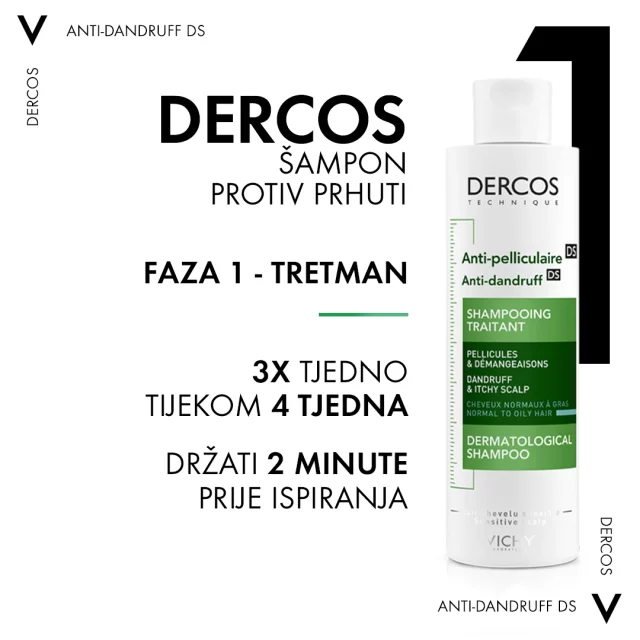 V
ANTI-DANDRUFF DS
DERCOS
1
DERCOS
ŠAMPON
PROTIV PRHUTI
FAZA 1 - TRETMAN
3X TJEDNO
TIJEKOM 4 TJEDNA
DRŽATI 2 MINUTE
PRIJE ISPIRANJA
DERCOS
TECHNIQUE
Anti-pelliculaire DS
Anti-dandruff DS
SHAMPOOING
TRAITANT
PELLICULES
& DÉMANGEAISONS
DANDRUFF
& ITCHY SCALP
CHEVEUX NORMAUX À GRAS
NORMAL TO OILY HAIR
DERMATOLOGICAL
SHAMPOO
VICHY
DERCOS
ANTI-DANDRUFF DS
V